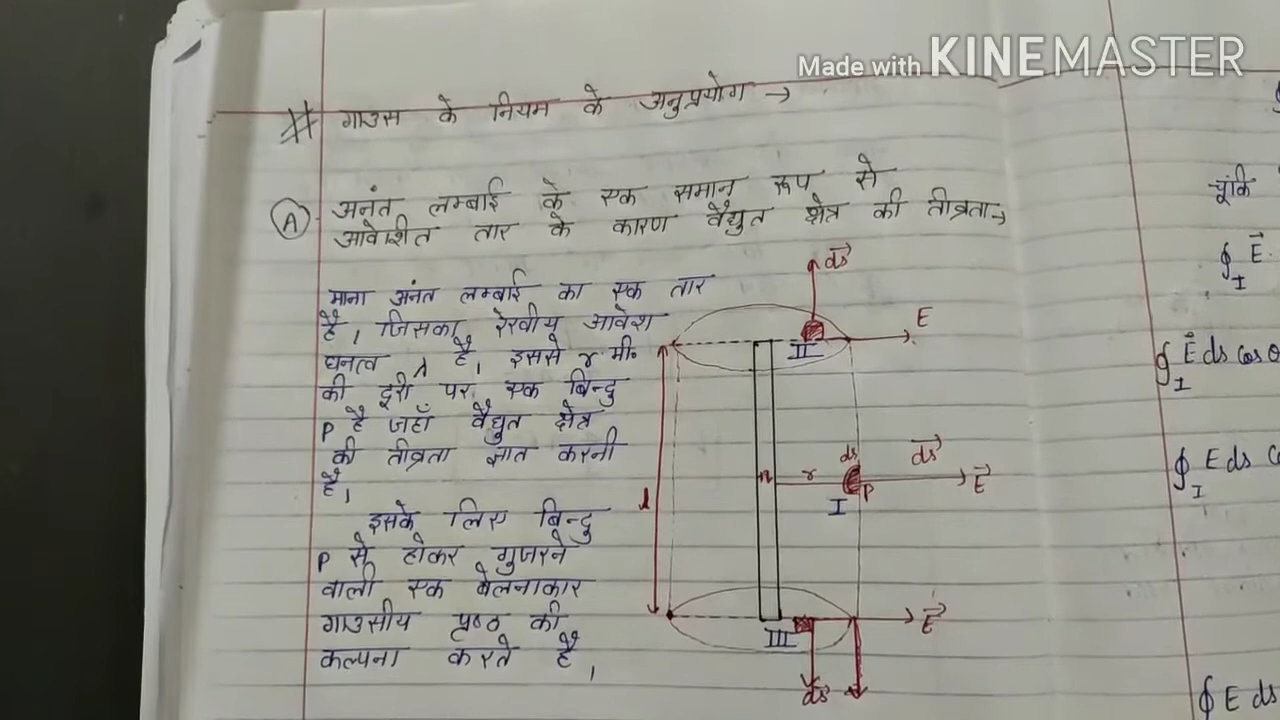 Made with KINEMASTER
# गाउस के नियम के अनुप्रयोग →
(A) अनंत लम्बाई के एक समान रूप से
आवेशीत तार के कारण वैद्युत क्षेत्र की तीव्रता →
माना अनंत लम्बाई का एक तार
है, जिसका रेखीय आवेश
घनत्व λ है, इससे r मी॰
की दूरी पर एक बिन्दु
P है जहाँ वैद्युत क्षेत्र
की तीव्रता ज्ञात करनी
है,
इसके लिए बिन्दु
P से होकर गुजरने
वाली एक बेलनाकार
गाउसीय पृष्ठ की
कल्पना करते है,
d͞s⃗
E
II
l
r
ds
ds⃗
P
E⃗
I
E⃗
III
ds
चूंकि
∮I E⃗.
∮I E⃗ ds cos θ
∮I E ds
∮ E ds